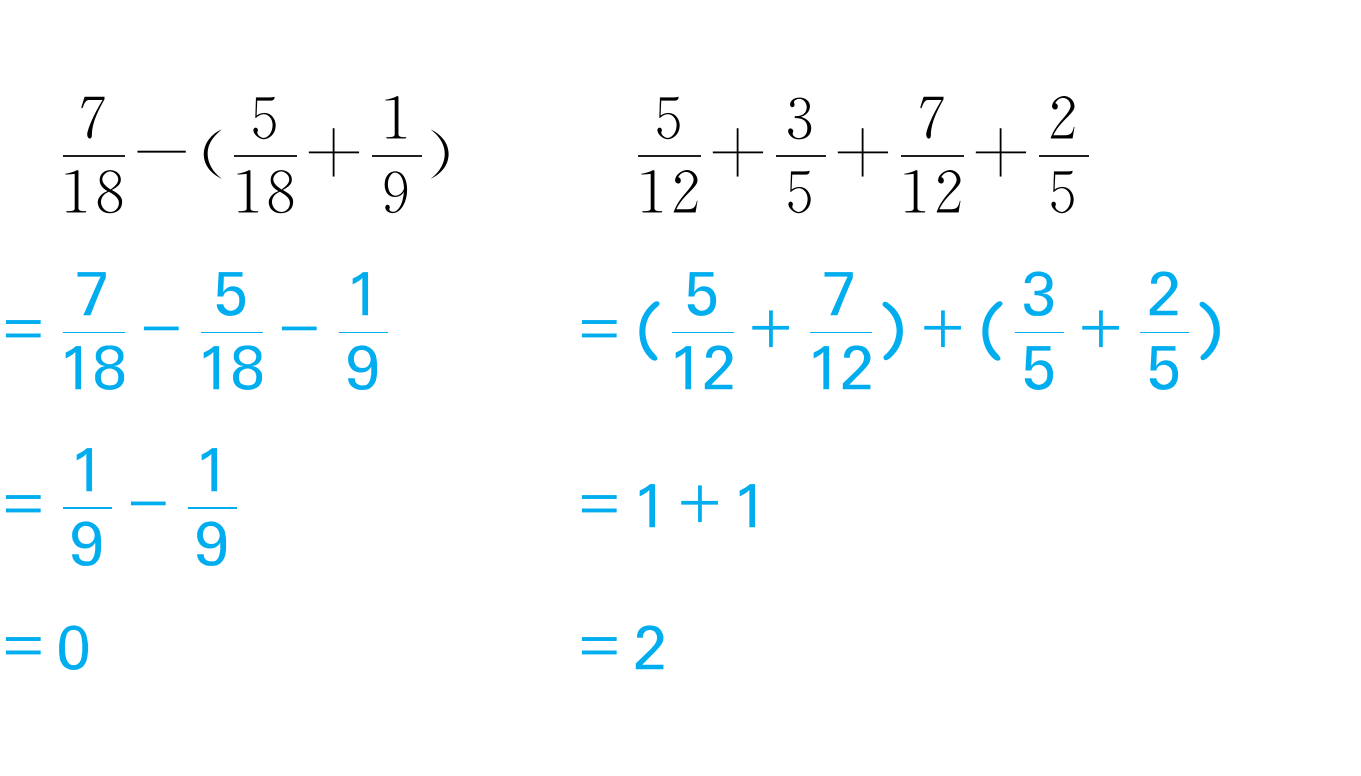 7/18 − ( 5/18 + 1/9 )
= 7/18 − 5/18 − 1/9
= 1/9 − 1/9
= 0
5/12 + 3/5 + 7/12 + 2/5
= ( 5/12 + 7/12 ) + ( 3/5 + 2/5 )
= 1 + 1
= 2